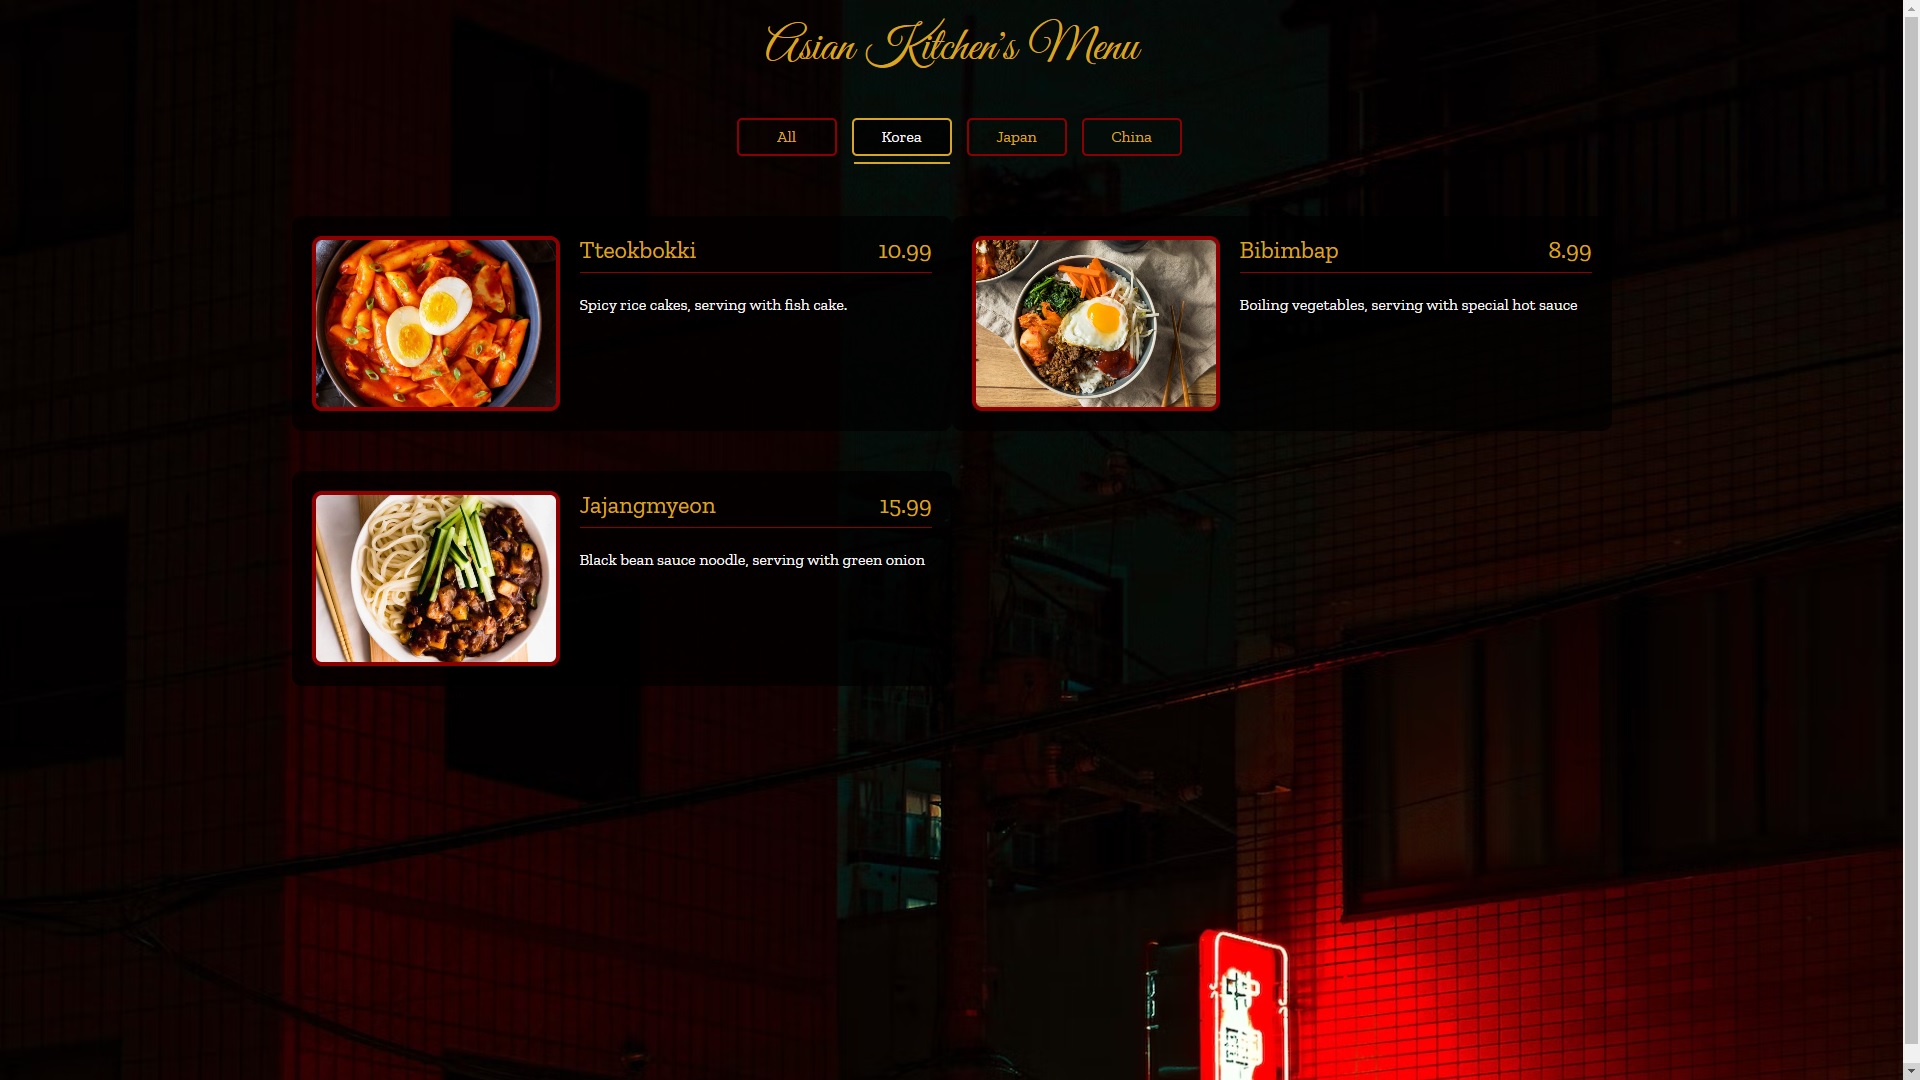 Asian Kitchen's Menu
All
Korea
Japan
China
Tteokbokki 10.99
Spicy rice cakes, serving with fish cake.
Bibimbap 8.99
Boiling vegetables, serving with special hot sauce
Jajangmyeon 15.99
Black bean sauce noodle, serving with green onion